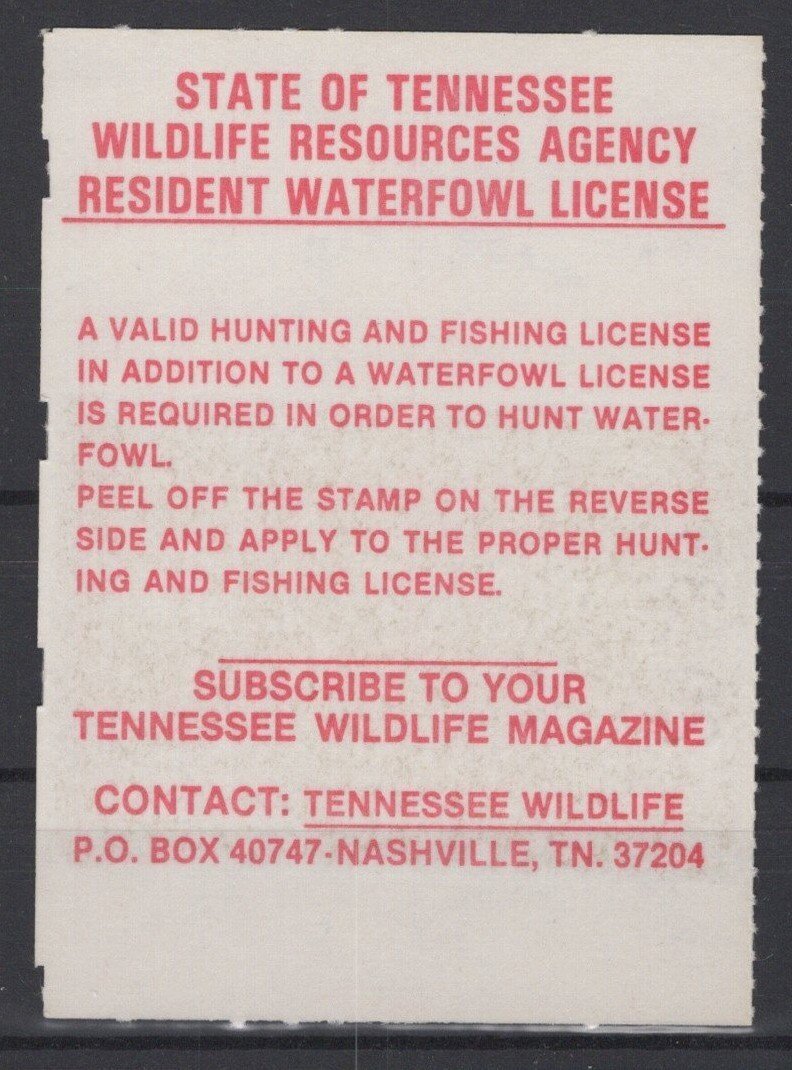 STATE OF TENNESSEE
WILDLIFE RESOURCES AGENCY
RESIDENT WATERFOWL LICENSE
A VALID HUNTING AND FISHING LICENSE
IN ADDITION TO A WATERFOWL LICENSE
IS REQUIRED IN ORDER TO HUNT WATER-
FOWL.
PEEL OFF THE STAMP ON THE REVERSE
SIDE AND APPLY TO THE PROPER HUNT-
ING AND FISHING LICENSE.
SUBSCRIBE TO YOUR
TENNESSEE WILDLIFE MAGAZINE
CONTACT: TENNESSEE WILDLIFE
P.O. BOX 40747-NASHVILLE, TN. 37204